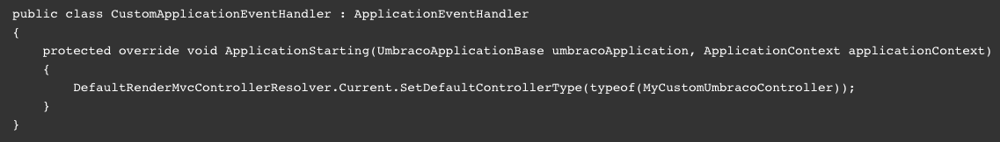 public class CustomApplicationEventHandler : ApplicationEventHandler
{
    protected override void ApplicationStarting(UmbracoApplicationBase umbracoApplication, ApplicationContext applicationContext)
    {
        DefaultRenderMvcControllerResolver.Current.SetDefaultControllerType(typeof(MyCustomUmbracoController));
    }
}